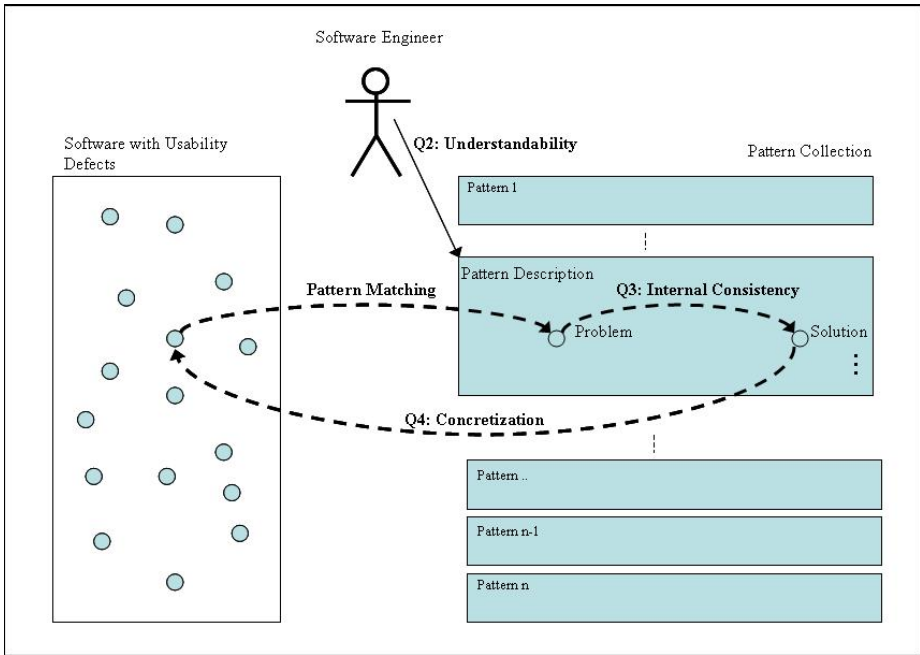 Software Engineer
Software with Usability
Defects
Q2: Understandability
Pattern Collection
Pattern 1
Pattern Description
Pattern Matching
Q3: Internal Consistency
Problem
Solution
Q4: Concretization
Pattern ..
Pattern n-1
Pattern n